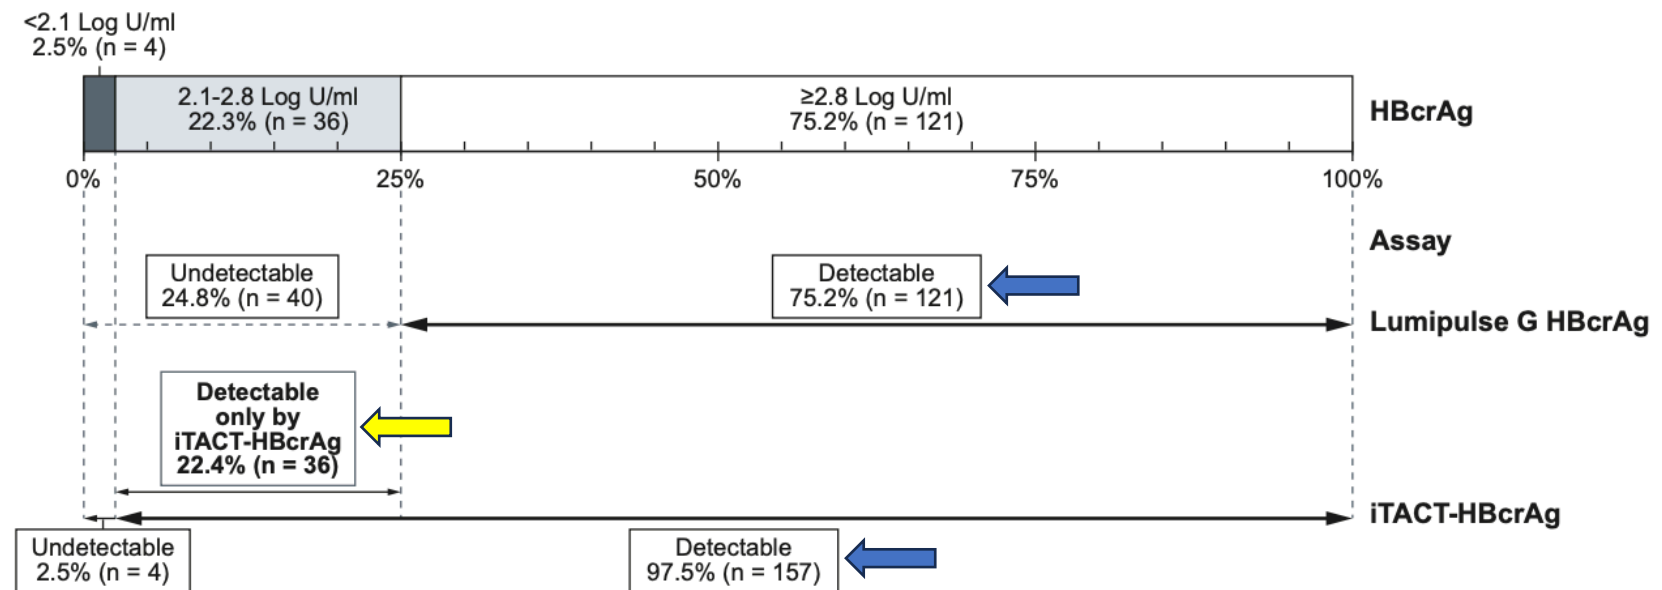 <2.1 Log U/ml
2.5% (n = 4)
2.1-2.8 Log U/ml
22.3% (n = 36)
≥2.8 Log U/ml
75.2% (n = 121)
HBcrAg
0%
25%
50%
75%
100%
Assay
Undetectable
24.8% (n = 40)
Detectable
75.2% (n = 121)
Lumipulse G HBcrAg
Detectable
only by
iTACT-HBcrAg
22.4% (n = 36)
iTACT-HBcrAg
Undetectable
2.5% (n = 4)
Detectable
97.5% (n = 157)